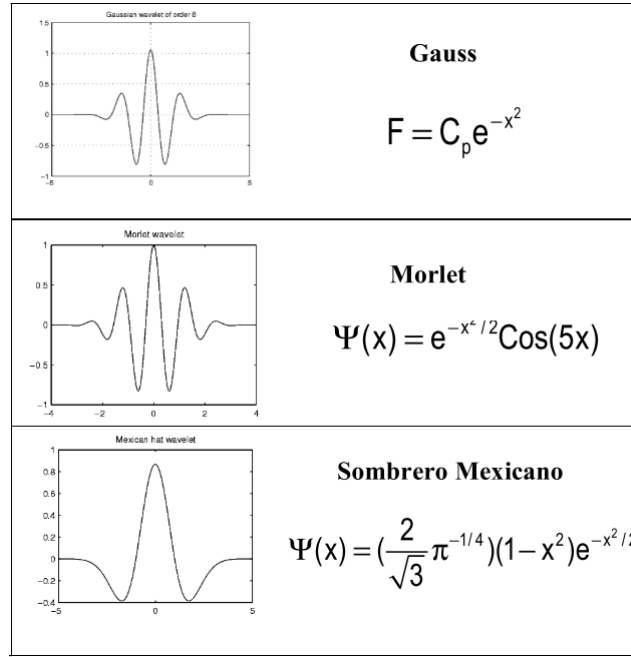 Gaussian wavelet of order 8
1.5
1
0.5
0
-0.5
-1
-5 0 5
Gauss
F = C_p e^{-x^2}
Morlet wavelet
1
0.5
0
-0.5
-1
-4 -2 0 2 4
Morlet
Ψ(x) = e^{-x^2/2}Cos(5x)
Mexican hat wavelet
1
0.8
0.6
0.4
0.2
0
-0.2
-0.4
-5 0 5
Sombrero Mexicano
Ψ(x) = (\frac{2}{\sqrt{3}} π^{-1/4})(1-x^2)e^{-x^2/2}